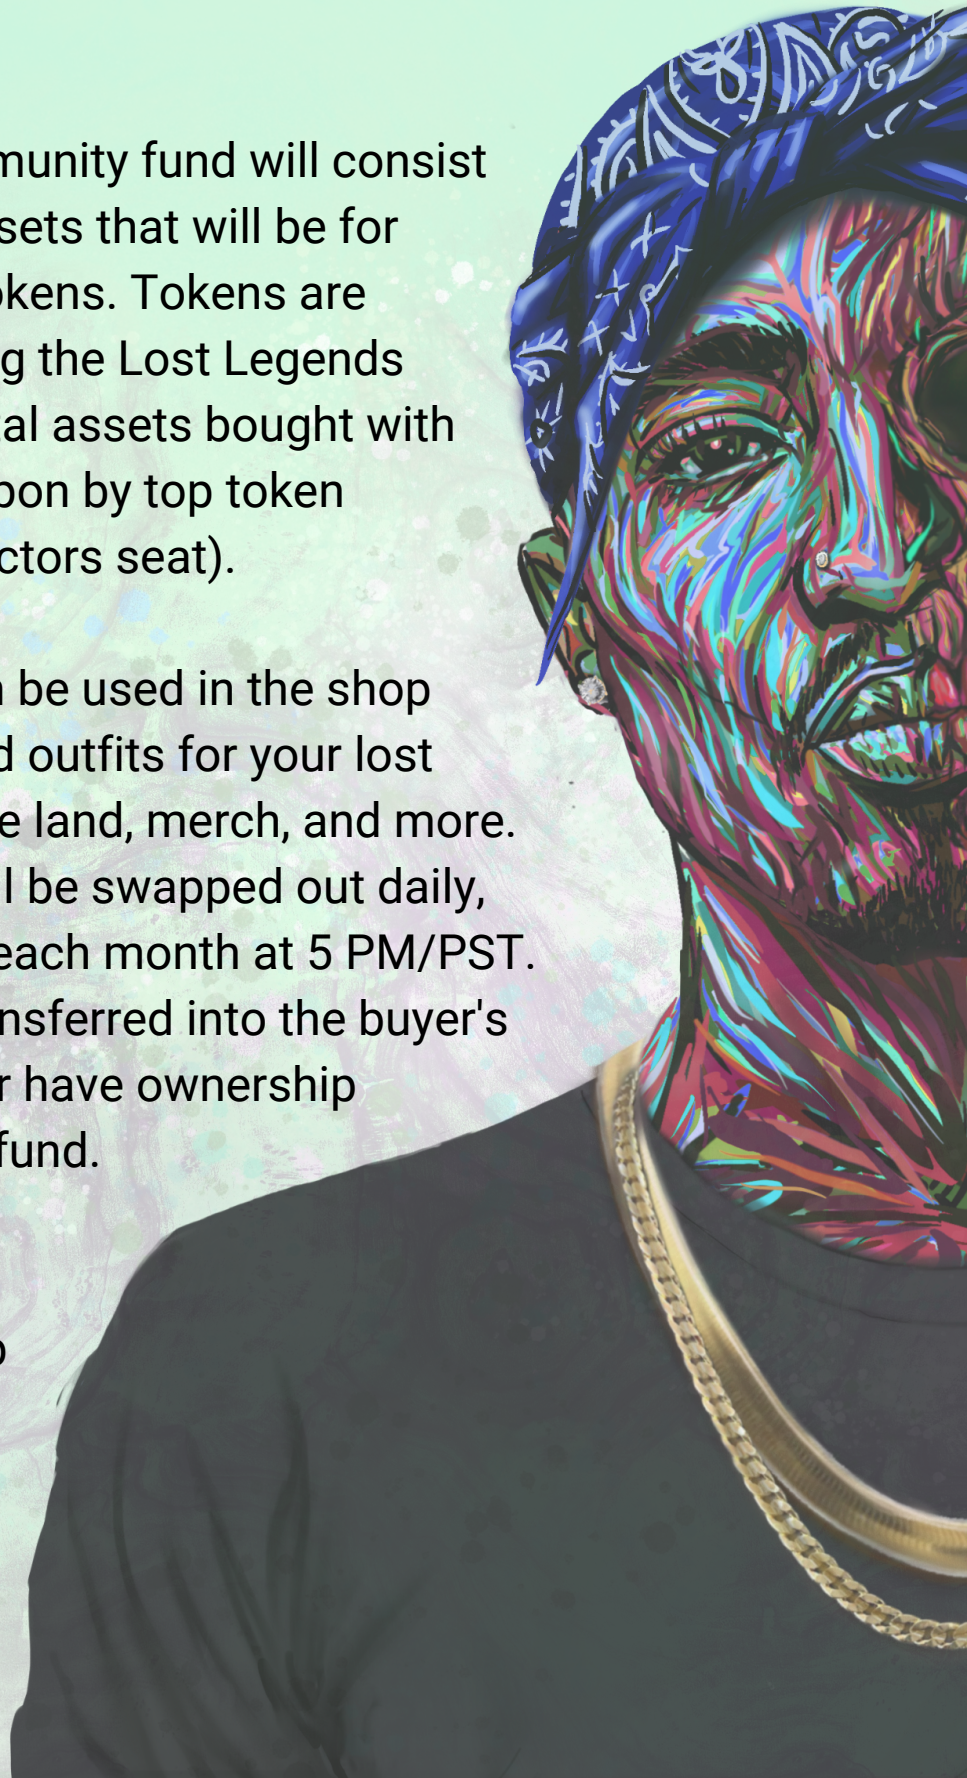 munity fund will consist
sets that will be for
kens. Tokens are
g the Lost Legends
al assets bought with
pon by top token
ctors seat).
be used in the shop
d outfits for your lost
e land, merch, and more.
l be swapped out daily,
each month at 5 PM/PST.
nsferred into the buyer's
r have ownership
fund.